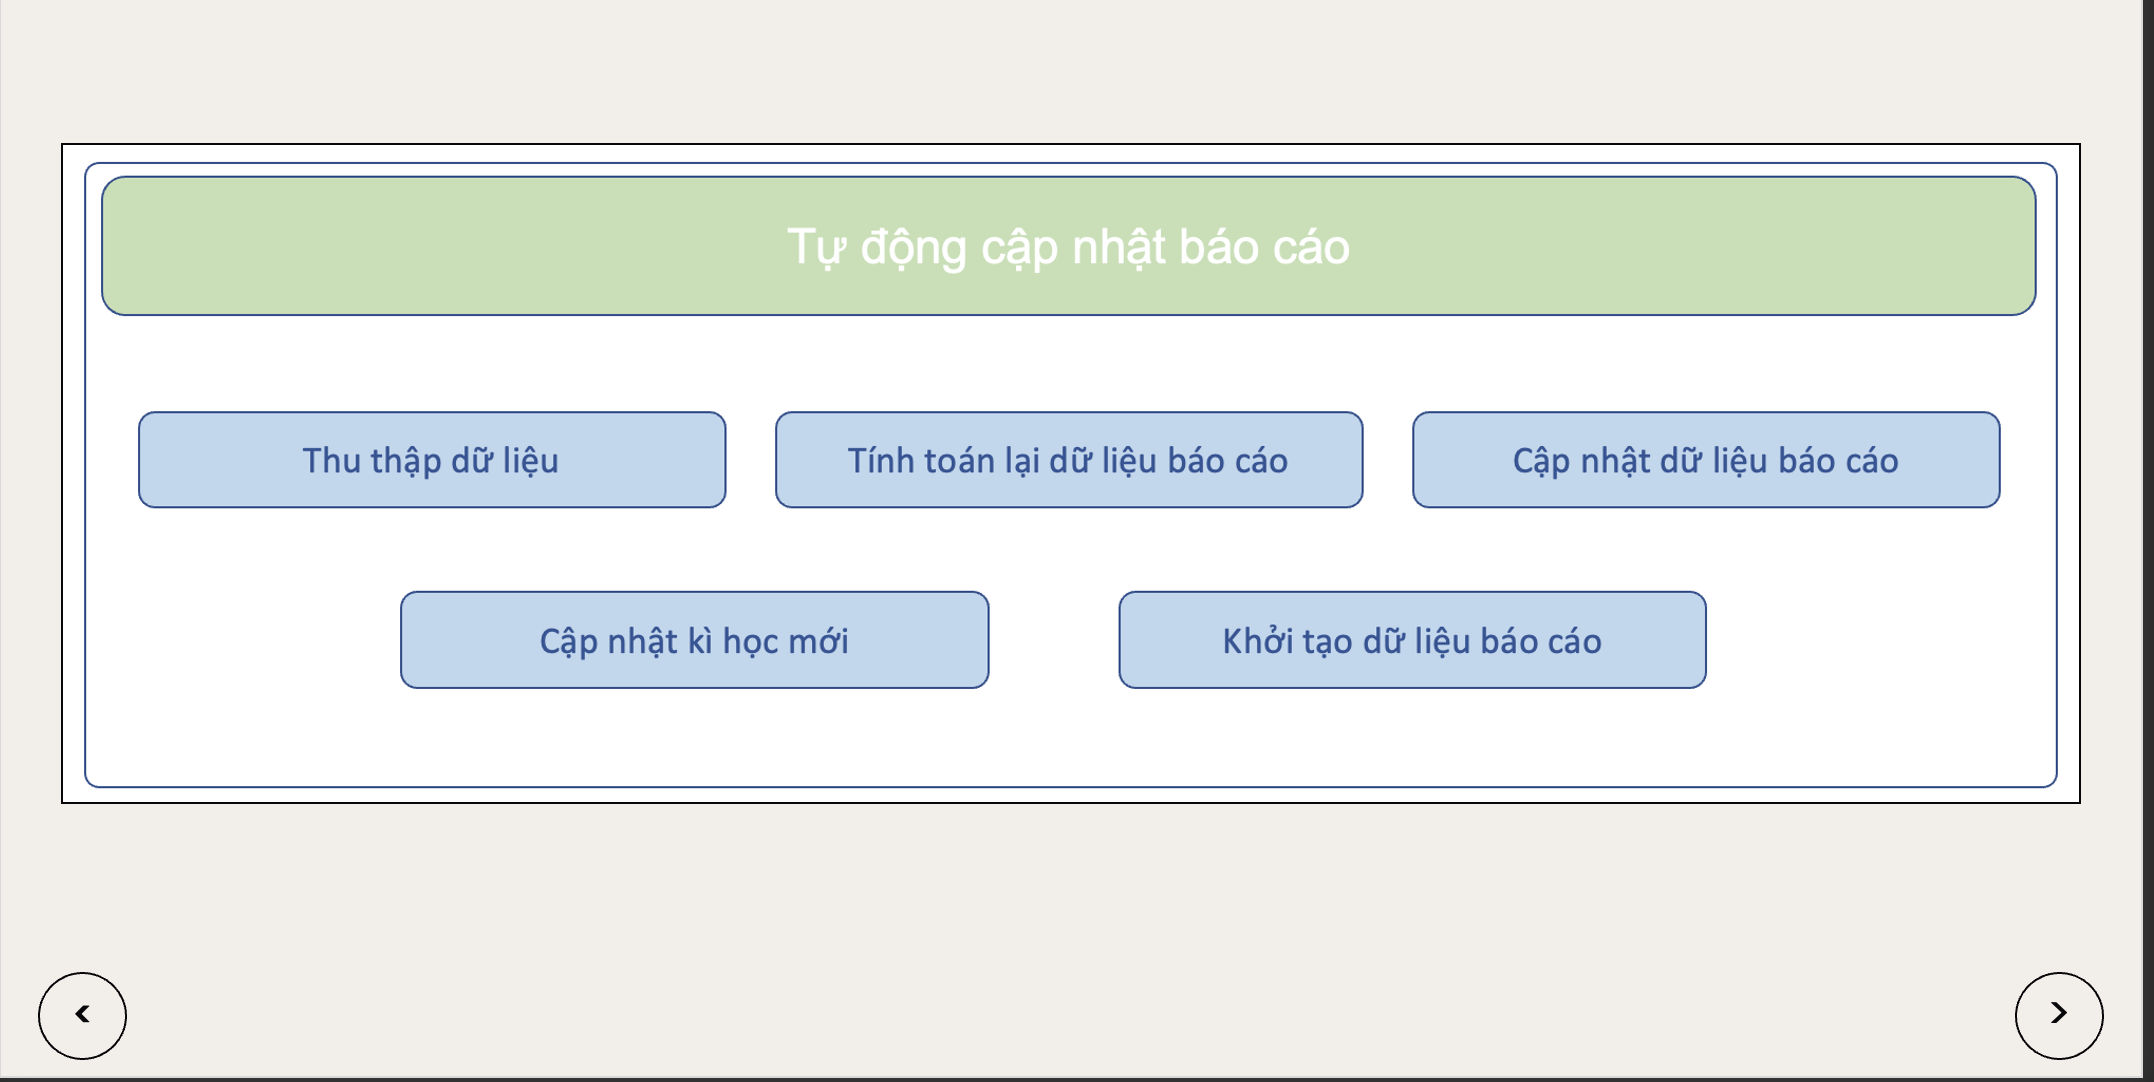 Tự động cập nhật báo cáo
Thu thập dữ liệu
Tính toán lại dữ liệu báo cáo
Cập nhật dữ liệu báo cáo
Cập nhật kì học mới
Khởi tạo dữ liệu báo cáo